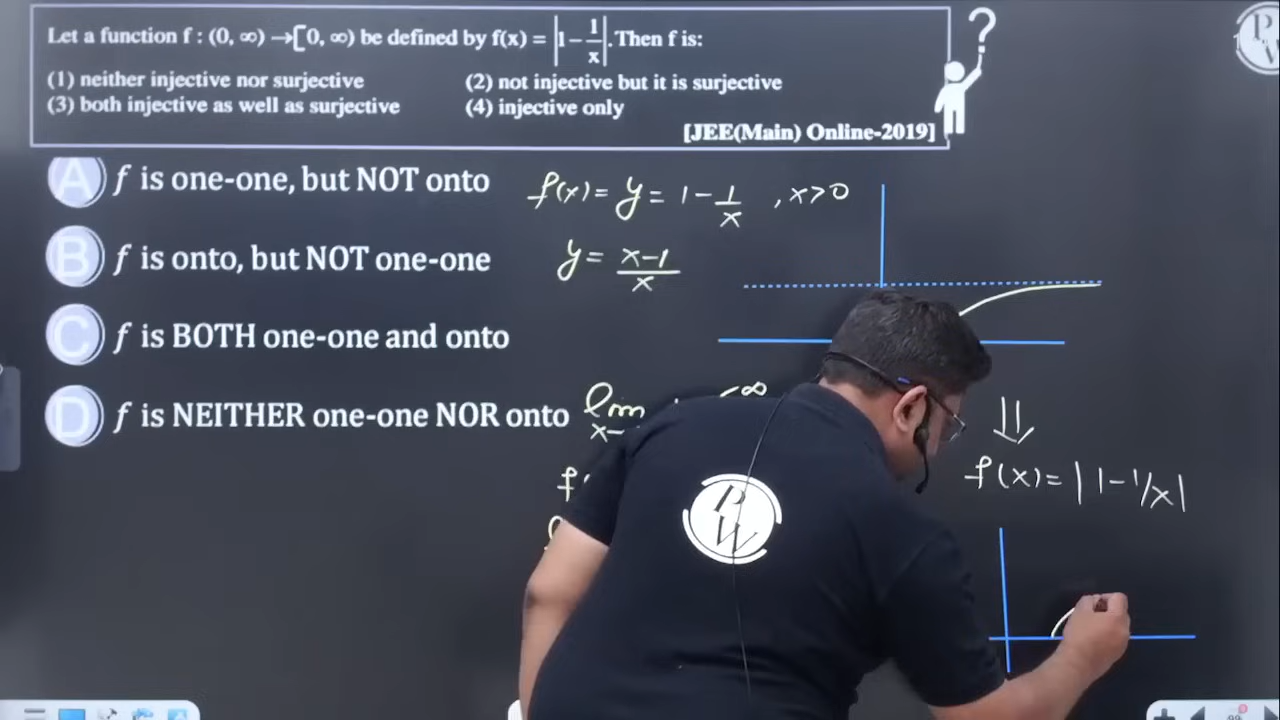 Let a function f : (0, ∞) →[0, ∞) be defined by f(x) = |1 − 1/x|. Then f is:
(1) neither injective nor surjective (2) not injective but it is surjective
(3) both injective as well as surjective (4) injective only
[JEE(Main) Online-2019]
?
A f is one-one, but NOT onto
B f is onto, but NOT one-one
C f is BOTH one-one and onto
D f is NEITHER one-one NOR onto
f(x) = y = 1 − 1/x , x>0
y = x−1/x
lim
x→
−∞
f(x) = |1−1/x|
P
W
P